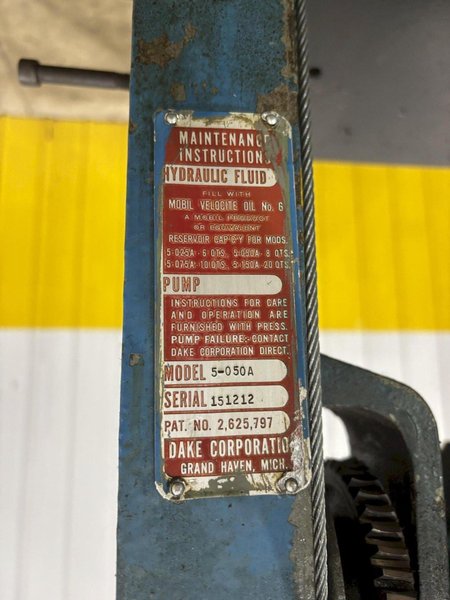 MAINTENANC
INSTRUCTION
HYDRAULIC FLUID
FILL WITH
MOBIL VELOCITE OIL No. 6
A MOBIL PRODUCT
OR EQUIVALENT
RESERVOIR CAP'C'Y FOR MODS.
5-025A-6 QTS. 5-050A-8 QTS.
5-075A-10 QTS. 5-150A-20 QTS.
PUMP
INSTRUCTIONS FOR CARE
AND OPERATION ARE
FURNISHED WITH PRESS.
PUMP FAILURE:-CONTACT
DAKE CORPORATION DIRECT.
MODEL 5-050A
SERIAL 151212
PAT. NO. 2,625,797
DAKE CORPORATIO
GRAND HAVEN, MICH.